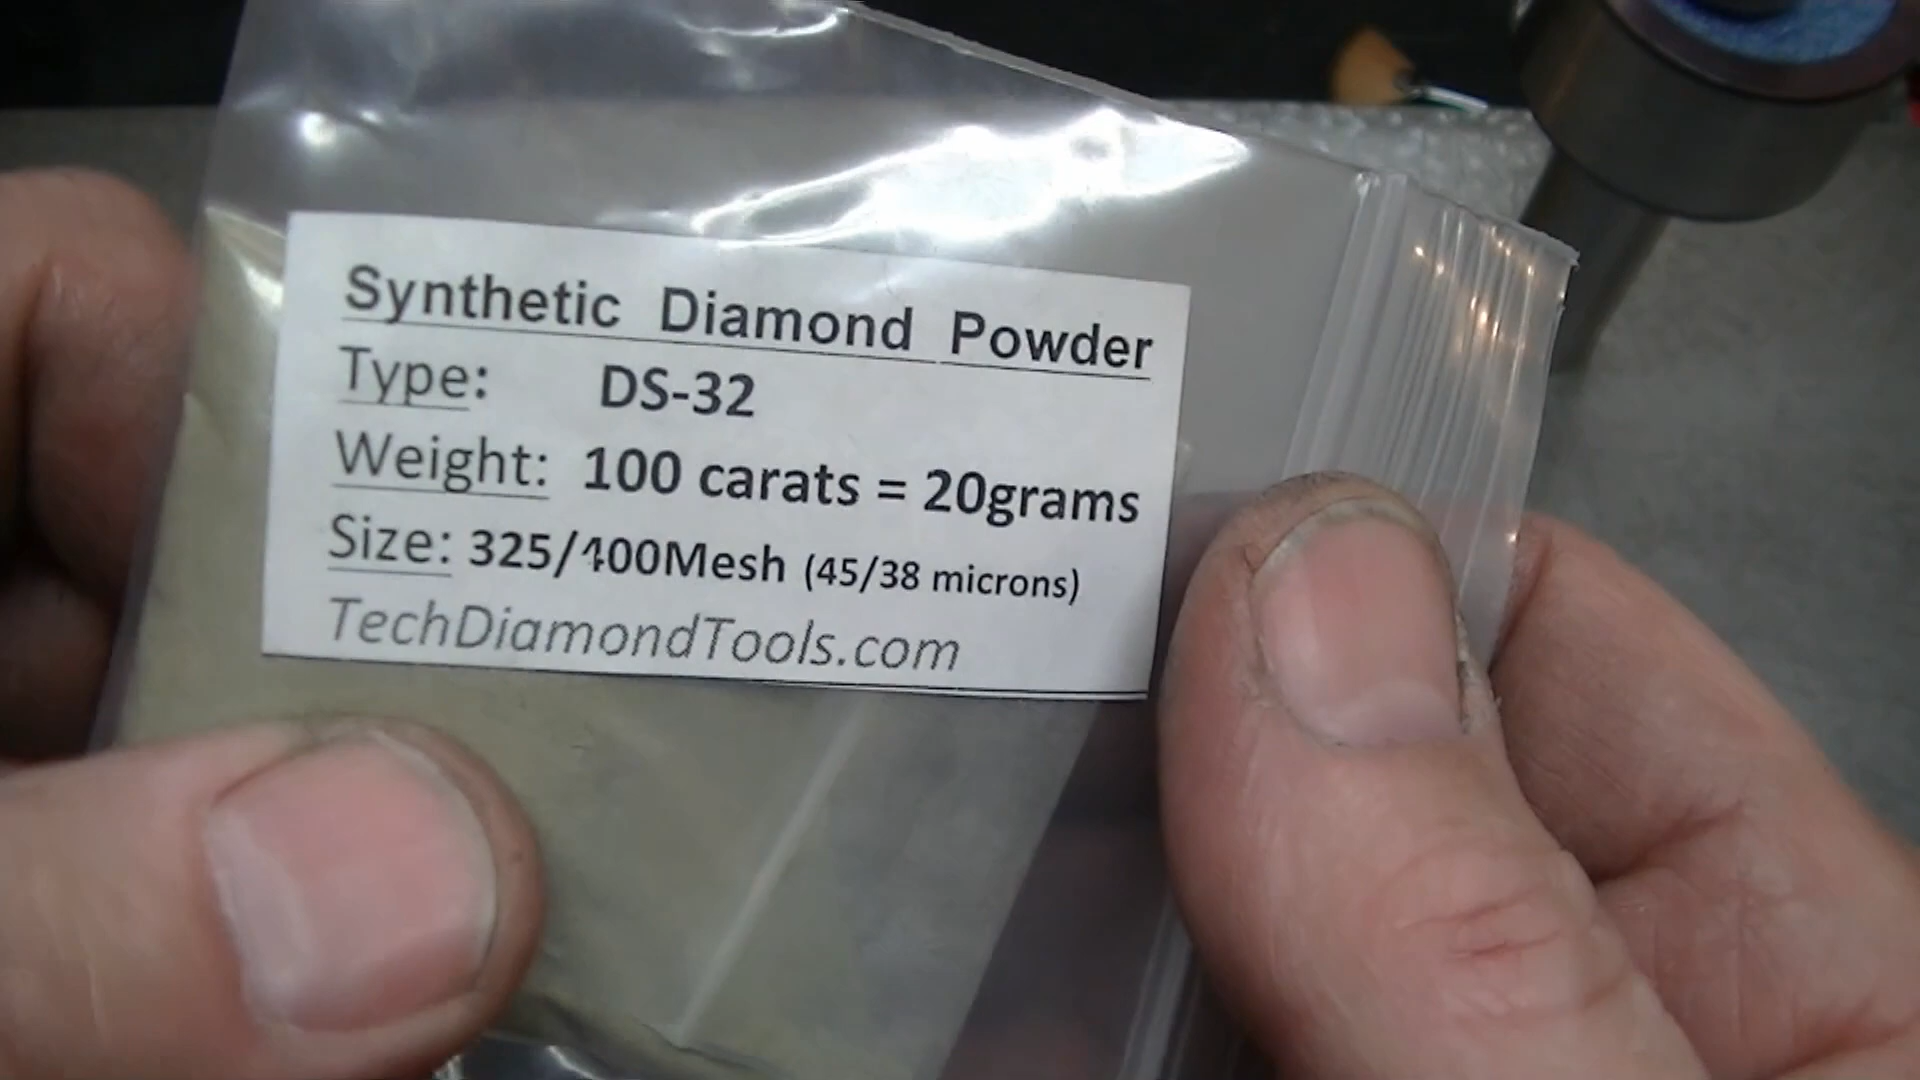 Synthetic Diamond Powder
Type: DS-32
Weight: 100 carats = 20grams
Size: 325/400Mesh (45/38 microns)
TechDiamondTools.com